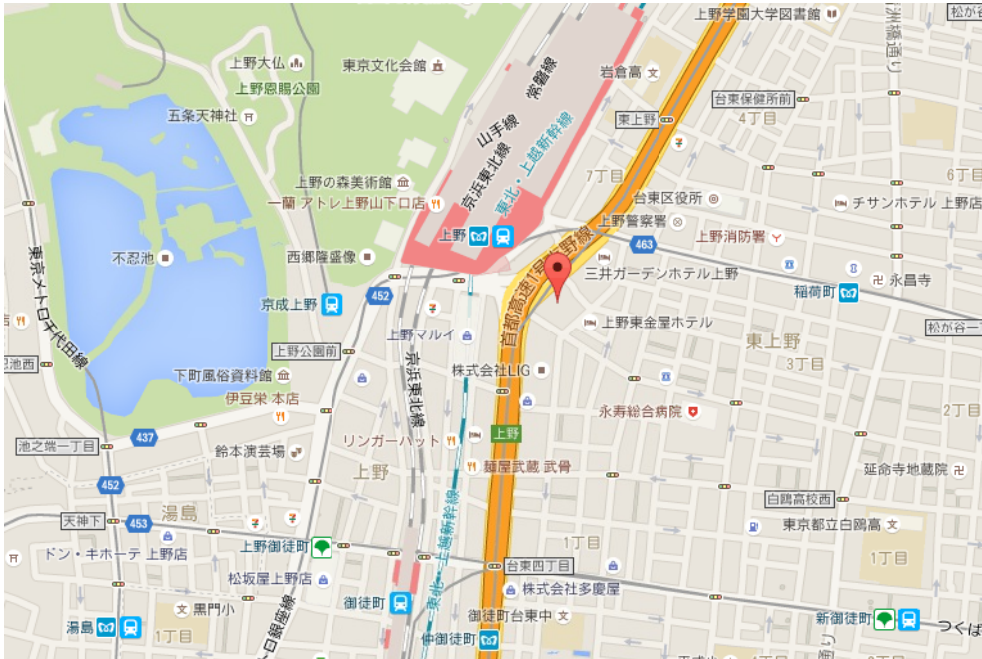 上野学園大学図書館
松が谷
洲橋通り
上野大仏
東京文化会館
常磐線
岩倉高
上野恩賜公園
台東保健所前
五条天神社
山手線
東上野
4丁目
京浜東北線
東北・上越新幹線
上野の森美術館
7丁目
6丁目
一蘭 アトレ上野山下口店
台東区役所
チサンホテル 上野店
上野警察署
上野
463
上野消防署
不忍池
西郷隆盛像
首都高速1号上野線
三井ガーデンホテル上野
永昌寺
東京メトロ千代田線
452
京成上野
稲荷町
上野東金屋ホテル
松が谷一丁
上野マルイ
東上野
上野公園前
池西
京浜東北線
3丁目
下町風俗資料館
株式会社LIG
伊豆栄 本店
永寿総合病院
2丁目
437
リンガーハット
上野
池之端一丁目
鈴本演芸場
上野
麺屋武蔵 武骨
延命寺地蔵院
452
白鴎高校西
湯島
東北・上越新幹線
天神下
453
東京都立白鴎高
上野御徒町
1丁目
ドン・キホーテ 上野店
台東四丁目
1丁目
松坂屋上野店
株式会社多慶屋
黒門小
御徒町
御徒町台東中
新御徒町
湯島
1丁目
ロ銀座線
仲御徒町
つくば